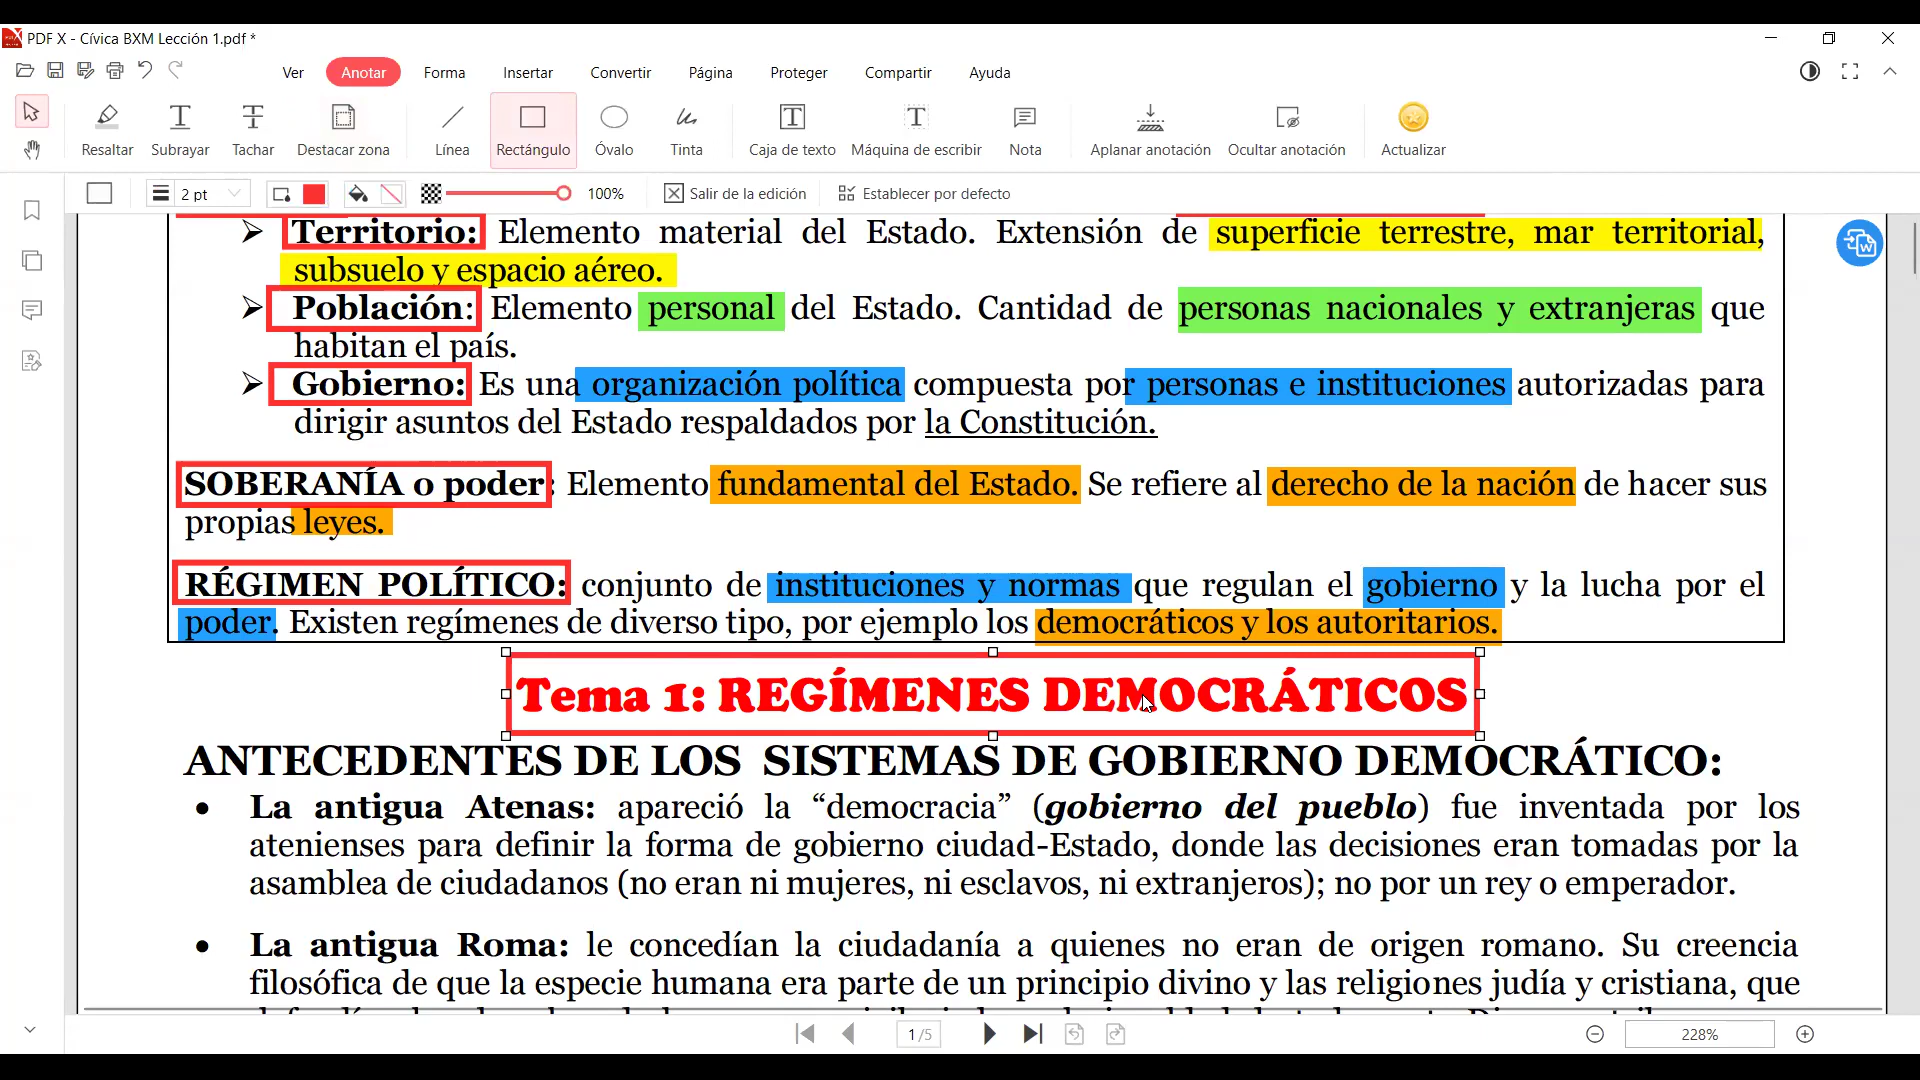 PDF X - Cívica BXM Lección 1.pdf *
Ver Anotar Forma Insertar Convertir Página Proteger Compartir Ayuda
Resaltar Subrayar Tachar Destacar zona Línea Rectángulo Óvalo Tinta Caja de texto Máquina de escribir Nota Aplanar anotación Ocultar anotación Actualizar
2 pt 100% Salir de la edición Establecer por defecto
➢ Territorio: Elemento material del Estado. Extensión de superficie terrestre, mar territorial,
subsuelo y espacio aéreo.
➢ Población: Elemento personal del Estado. Cantidad de personas nacionales y extranjeras que
habitan el país.
➢ Gobierno: Es una organización política compuesta por personas e instituciones autorizadas para
dirigir asuntos del Estado respaldados por la Constitución.
SOBERANÍA o poder: Elemento fundamental del Estado. Se refiere al derecho de la nación de hacer sus
propias leyes.
RÉGIMEN POLÍTICO: conjunto de instituciones y normas que regulan el gobierno y la lucha por el
poder. Existen regímenes de diverso tipo, por ejemplo los democráticos y los autoritarios.
Tema 1: REGÍMENES DEMOCRÁTICOS
ANTECEDENTES DE LOS SISTEMAS DE GOBIERNO DEMOCRÁTICO:
• La antigua Atenas: apareció la “democracia” (gobierno del pueblo) fue inventada por los
atenienses para definir la forma de gobierno ciudad-Estado, donde las decisiones eran tomadas por la
asamblea de ciudadanos (no eran ni mujeres, ni esclavos, ni extranjeros); no por un rey o emperador.
• La antigua Roma: le concedían la ciudadanía a quienes no eran de origen romano. Su creencia
filosófica de que la especie humana era parte de un principio divino y las religiones judía y cristiana, que
1/5 228%